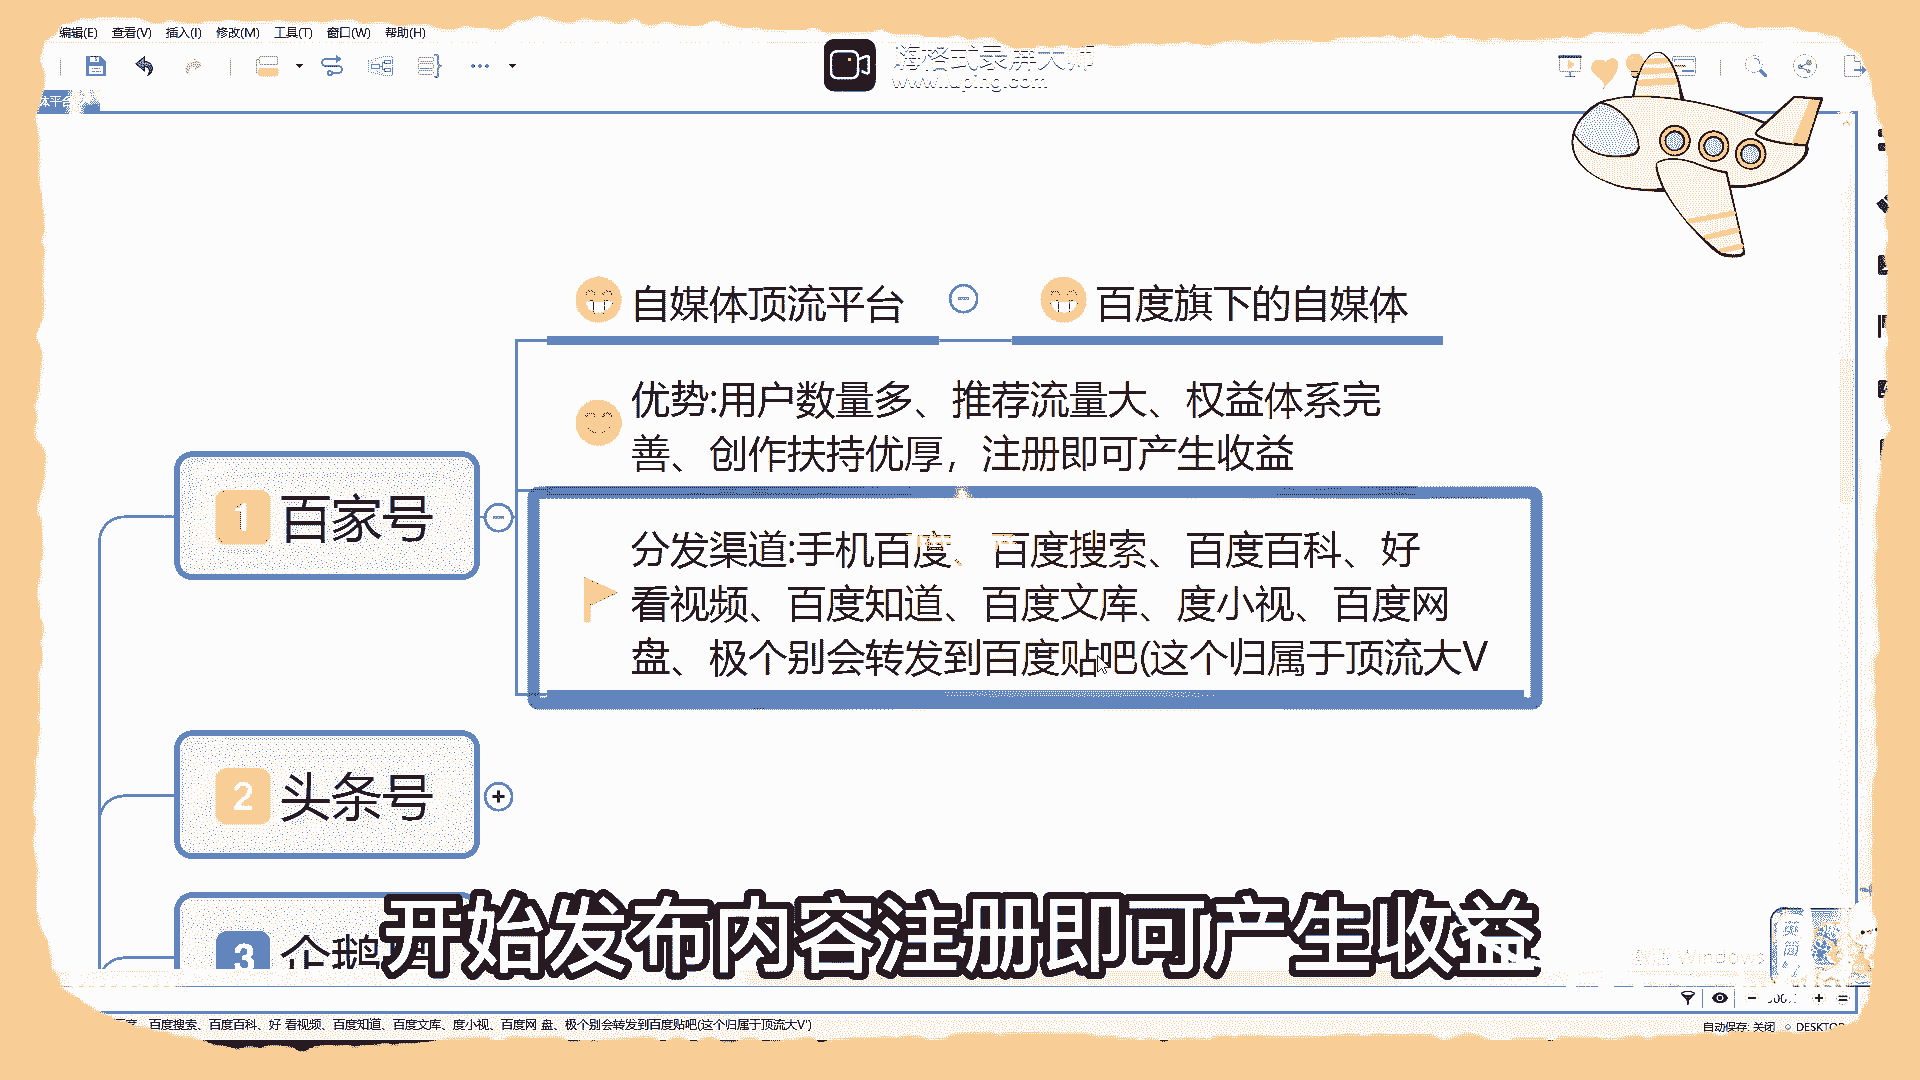 编辑(E) 查看(V) 插入(I) 修改(M) 工具(T) 窗口(W) 帮助(H)
嗨格式录屏大师
www.luping.com
体平台
自媒体顶流平台
百度旗下的自媒体
优势:用户数量多、推荐流量大、权益体系完
善、创作扶持优厚，注册即可产生收益
1 百家号
分发渠道:手机百度、百度搜索、百度百科、好
看视频、百度知道、百度文库、度小视、百度网
盘、极个别会转发到百度贴吧(这个归属于顶流大V
2 头条号
3 企鹅
开始发布内容注册即可产生收益
Windows
百度搜索、百度百科、好 看视频、百度知道、百度文库、度小视、百度网 盘、极个别会转发到百度贴吧(这个归属于顶流大V')
自动保存: 关闭 DESKTO